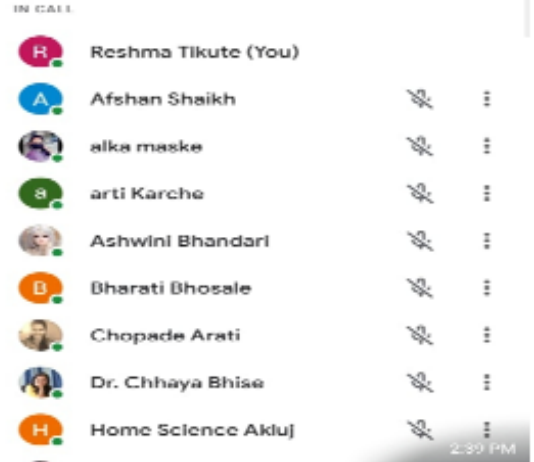 IN CALL
R Reshma Tikute (You)
A Afshan Shaikh
alka maske
a arti Karche
Ashwini Bhandari
B Bharati Bhosale
Chopade Arati
Dr. Chhaya Bhise
H Home Science Akluj
2:39 PM